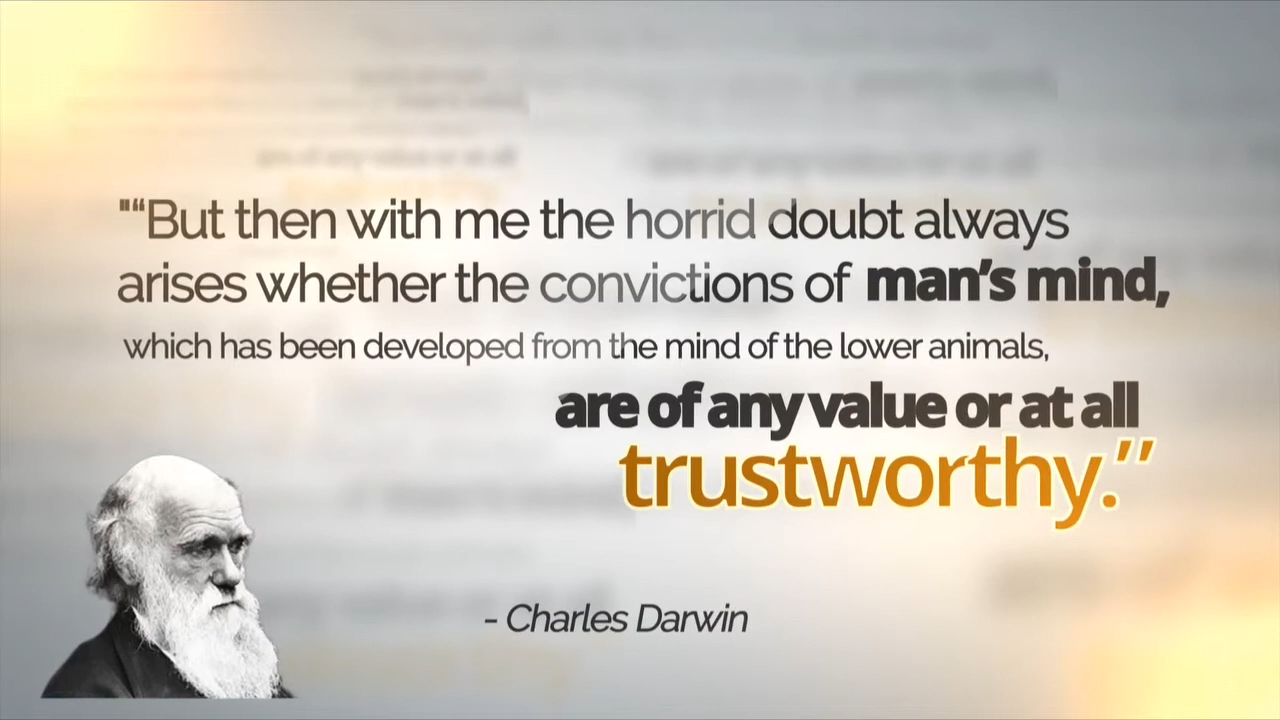 "“But then with me the horrid doubt always
arises whether the convictions of man’s mind,
which has been developed from the mind of the lower animals,
are of any value or at all
trustworthy.”
- Charles Darwin